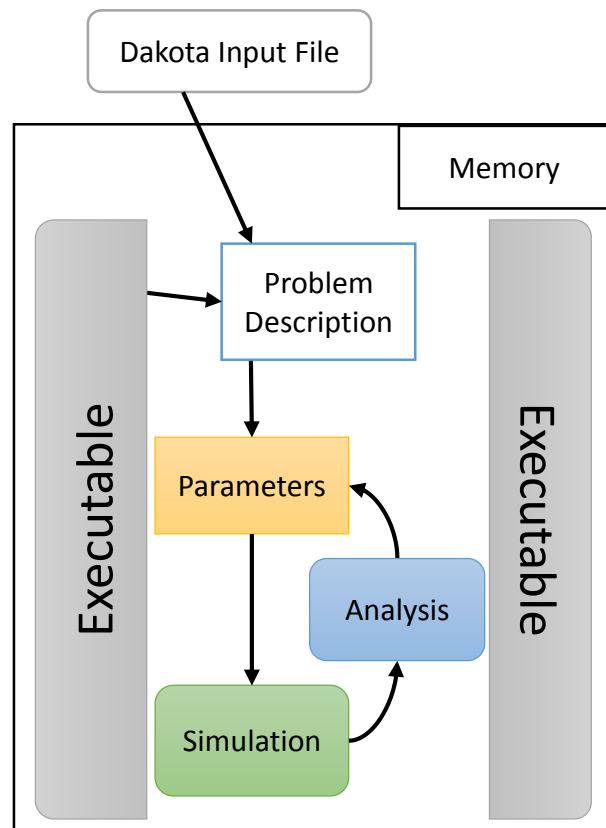 Dakota Input File
Memory
Problem
Description
Executable
Executable
Parameters
Analysis
Simulation